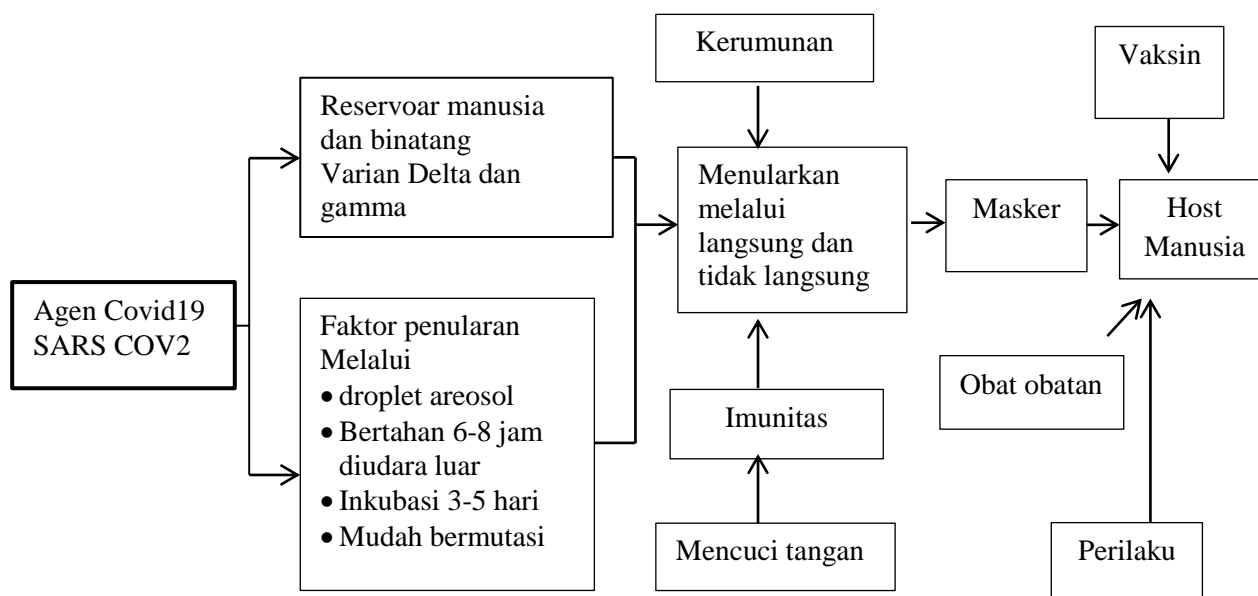 Agen Covid19
SARS COV2
Reservoar manusia
dan binatang
Varian Delta dan
gamma
Faktor penularan
Melalui
• droplet areosol
• Bertahan 6-8 jam
diudara luar
• Inkubasi 3-5 hari
• Mudah bermutasi
Kerumunan
Menularkan
melalui
langsung dan
tidak langsung
Imunitas
Mencuci tangan
Masker
Vaksin
Host
Manusia
Obat obatan
Perilaku